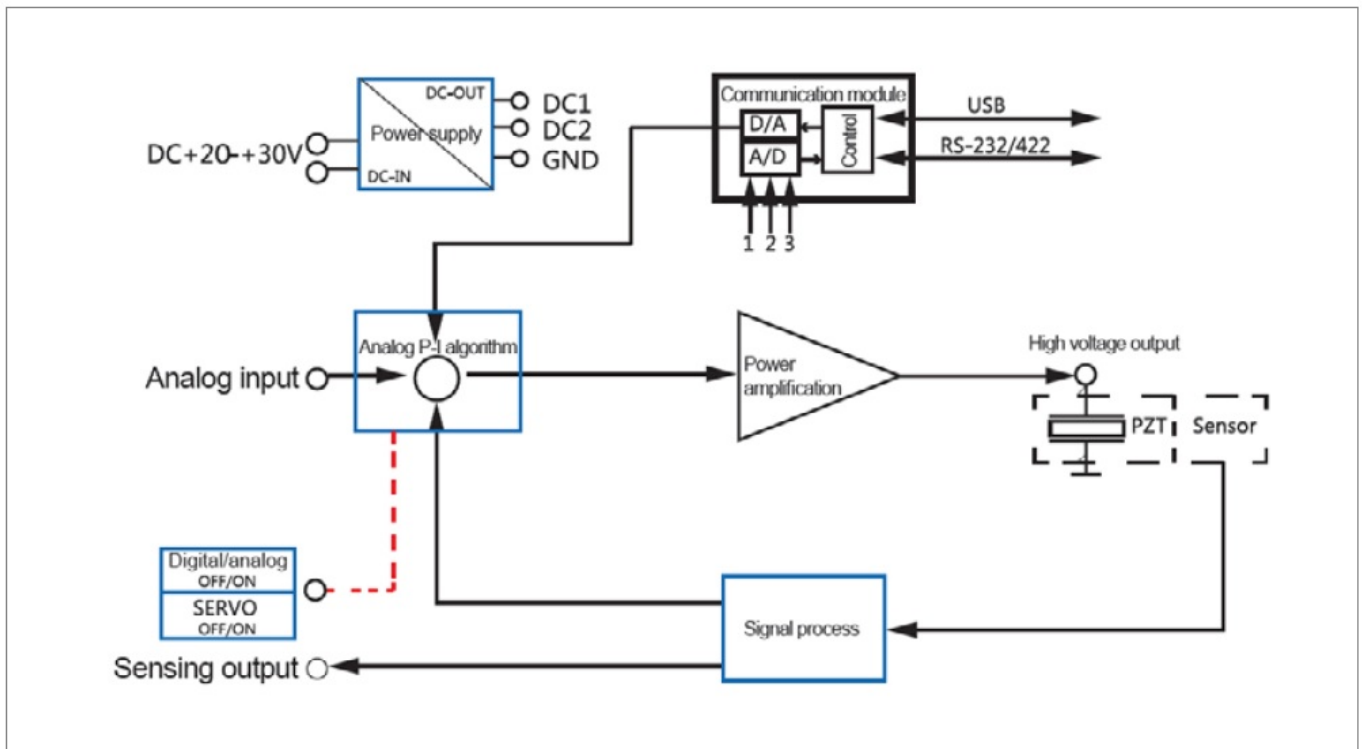 DC-OUT
Power supply
DC-IN
DC+20-+30V
DC1
DC2
GND
Communication module
D/A
A/D
Control
USB
RS-232/422
1 2 3
Analog P-I algorithm
Analog input
Power
amplification
High voltage output
PZT
Sensor
Digital/analog
OFF/ON
SERVO
OFF/ON
Signal process
Sensing output